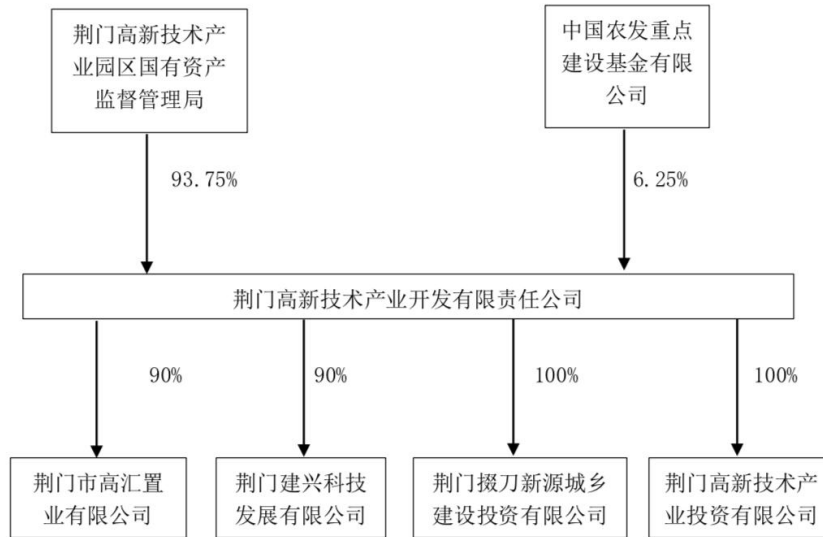 荆门高新技术产
业园区国有资产
监督管理局
中国农发重点
建设基金有限
公司
93.75%
6.25%
荆门高新技术产业开发有限责任公司
90%
90%
100%
100%
荆门市高汇置
业有限公司
荆门建兴科技
发展有限公司
荆门掇刀新源城乡
建设投资有限公司
荆门高新技术产
业投资有限公司